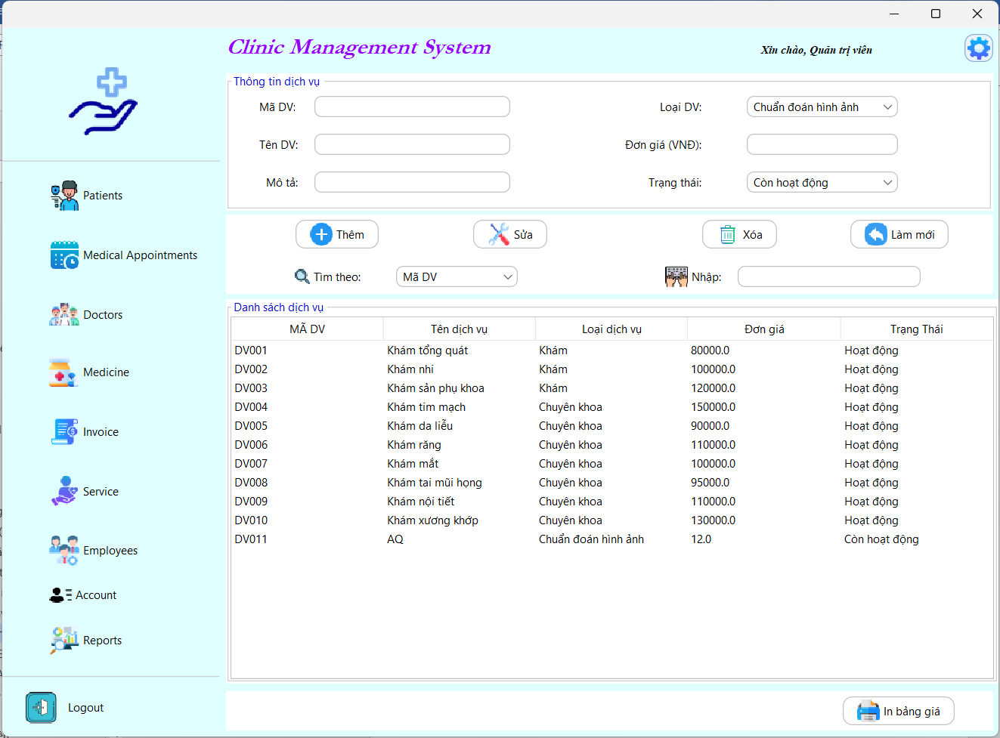 Clinic Management System
Xin chào, Quản trị viên
Patients
Medical Appointments
Doctors
Medicine
Invoice
Service
Employees
Account
Reports
Logout
Thông tin dịch vụ
Mã DV:
Loại DV: Chuẩn đoán hình ảnh
Tên DV:
Đơn giá (VNĐ):
Mô tả:
Trạng thái: Còn hoạt động
Thêm Sửa Xóa Làm mới
Tìm theo: Mã DV Nhập:
Danh sách dịch vụ
MÃ DV Tên dịch vụ Loại dịch vụ Đơn giá Trạng Thái
DV001 Khám tổng quát Khám 80000.0 Hoạt động
DV002 Khám nhi Khám 100000.0 Hoạt động
DV003 Khám sản phụ khoa Khám 120000.0 Hoạt động
DV004 Khám tim mạch Chuyên khoa 150000.0 Hoạt động
DV005 Khám da liễu Chuyên khoa 90000.0 Hoạt động
DV006 Khám răng Chuyên khoa 110000.0 Hoạt động
DV007 Khám mắt Chuyên khoa 100000.0 Hoạt động
DV008 Khám tai mũi họng Chuyên khoa 95000.0 Hoạt động
DV009 Khám nội tiết Chuyên khoa 110000.0 Hoạt động
DV010 Khám xương khớp Chuyên khoa 130000.0 Hoạt động
DV011 AQ Chuẩn đoán hình ảnh 12.0 Còn hoạt động
In bảng giá